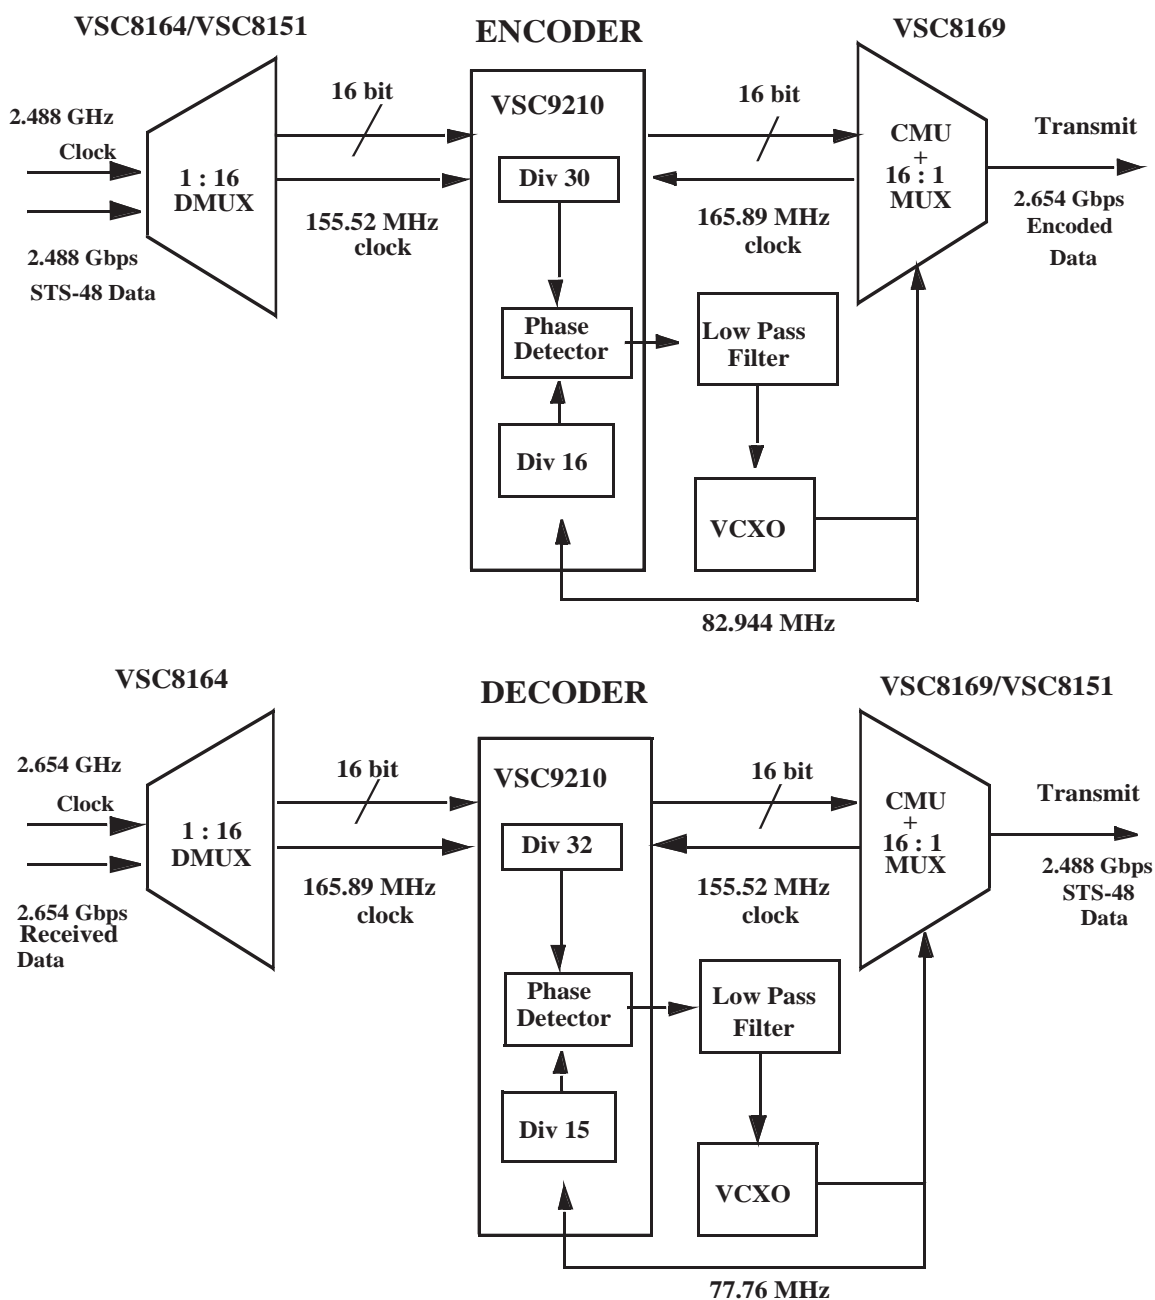 VSC8164/VSC8151
ENCODER
VSC8169
2.488 GHz
Clock
1 : 16
DMUX
2.488 Gbps
STS-48 Data
16 bit
155.52 MHz
clock
VSC9210
Div 30
Phase
Detector
Div 16
16 bit
165.89 MHz
clock
Low Pass
Filter
VCXO
82.944 MHz
CMU
+
16 : 1
MUX
Transmit
2.654 Gbps
Encoded
Data
VSC8164
DECODER
VSC8169/VSC8151
2.654 GHz
Clock
1 : 16
DMUX
2.654 Gbps
Received
Data
16 bit
165.89 MHz
clock
VSC9210
Div 32
Phase
Detector
Div 15
16 bit
155.52 MHz
clock
Low Pass
Filter
VCXO
77.76 MHz
CMU
+
16 : 1
MUX
Transmit
2.488 Gbps
STS-48
Data